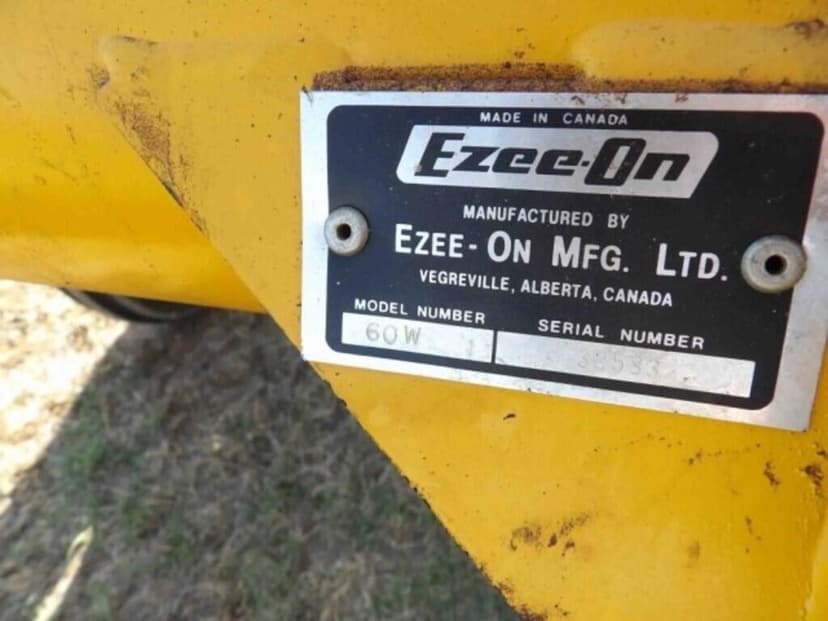 MADE IN CANADA
Ezee-On
MANUFACTURED BY
EZEE-ON MFG. LTD.
VEGREVILLE, ALBERTA, CANADA
MODEL NUMBER
60W
SERIAL NUMBER